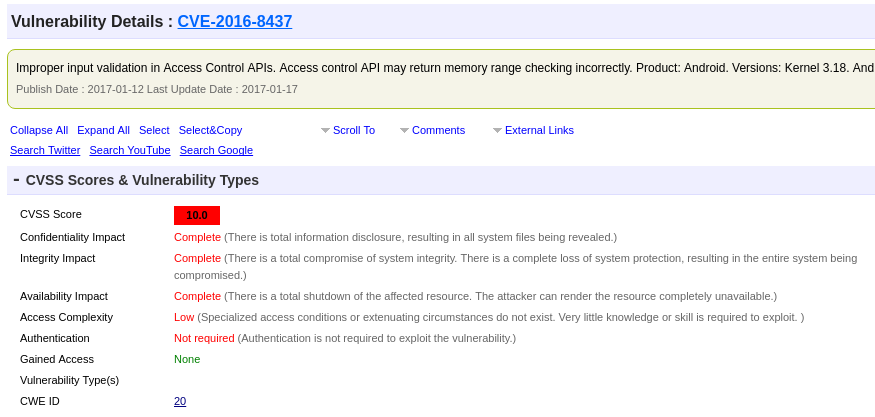 Vulnerability Details : CVE-2016-8437
Improper input validation in Access Control APIs. Access control API may return memory range checking incorrectly. Product: Android. Versions: Kernel 3.18. And
Publish Date : 2017-01-12 Last Update Date : 2017-01-17
Collapse All Expand All Select Select&Copy Scroll To Comments External Links
Search Twitter Search YouTube Search Google
- CVSS Scores & Vulnerability Types
CVSS Score 10.0
Confidentiality Impact Complete (There is total information disclosure, resulting in all system files being revealed.)
Integrity Impact Complete (There is a total compromise of system integrity. There is a complete loss of system protection, resulting in the entire system being
compromised.)
Availability Impact Complete (There is a total shutdown of the affected resource. The attacker can render the resource completely unavailable.)
Access Complexity Low (Specialized access conditions or extenuating circumstances do not exist. Very little knowledge or skill is required to exploit. )
Authentication Not required (Authentication is not required to exploit the vulnerability.)
Gained Access None
Vulnerability Type(s)
CWE ID 20